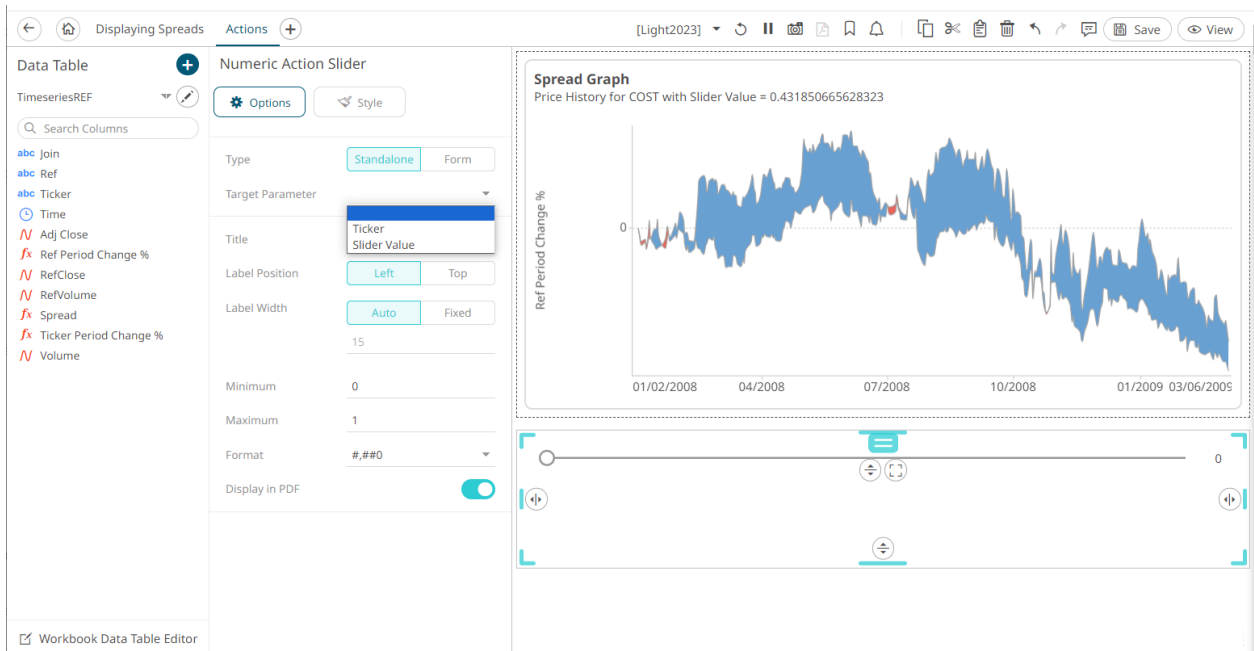 Displaying Spreads Actions [Light2023] Save View
Data Table
TimeseriesREF
Search Columns
abc Join
abc Ref
abc Ticker
Time
Adj Close
fx Ref Period Change %
RefClose
RefVolume
fx Spread
fx Ticker Period Change %
Volume
Workbook Data Table Editor
Numeric Action Slider
Options Style
Type Standalone Form
Target Parameter
Ticker
Slider Value
Title
Label Position Left Top
Label Width Auto Fixed
15
Minimum 0
Maximum 1
Format #,##0
Display in PDF
Spread Graph
Price History for COST with Slider Value = 0.431850665628323
Ref Period Change %
0
01/02/2008 04/2008 07/2008 10/2008 01/2009 03/06/2009
0